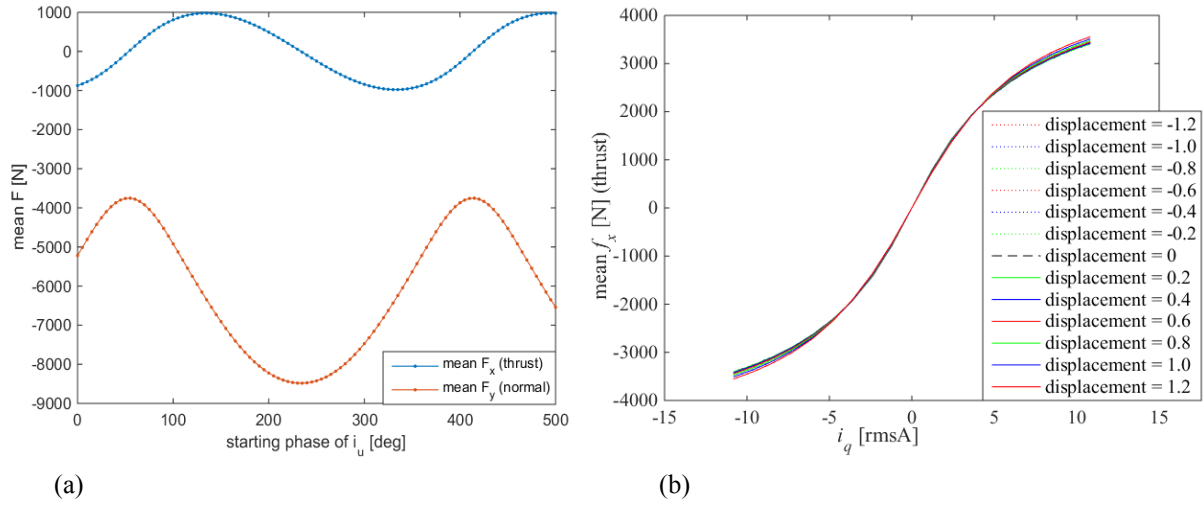 1000
0
-1000
-2000
-3000
-4000
-5000
-6000
-7000
-8000
-9000
mean F [N]
0
100
200
300
400
500
starting phase of i_u [deg]
mean F_x (thrust)
mean F_y (normal)
(a)
4000
3000
2000
1000
0
-1000
-2000
-3000
-4000
mean f_x [N] (thrust)
-15
-10
-5
0
5
10
15
i_q [rmsA]
displacement = -1.2
displacement = -1.0
displacement = -0.8
displacement = -0.6
displacement = -0.4
displacement = -0.2
displacement = 0
displacement = 0.2
displacement = 0.4
displacement = 0.6
displacement = 0.8
displacement = 1.0
displacement = 1.2
(b)